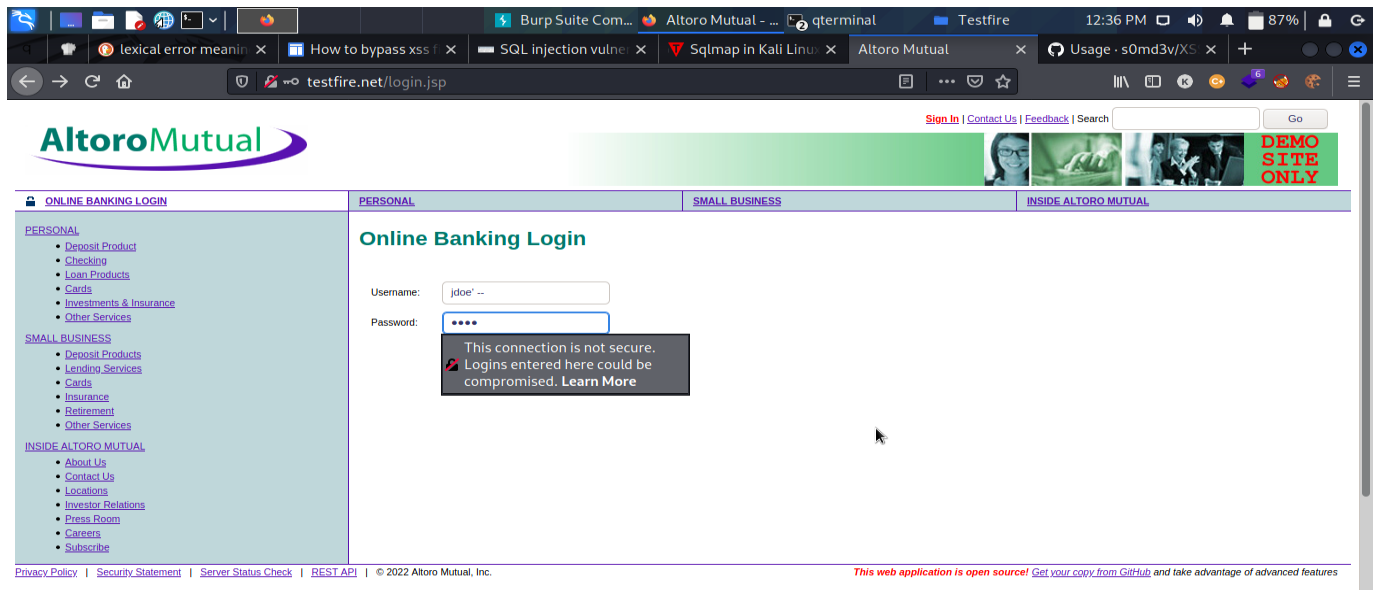 Burp Suite Com... Altoro Mutual - ... 2 qterminal Testfire 12:36 PM 87%
lexical error meanin How to bypass xss f SQL injection vulner Sqlmap in Kali Linu Altoro Mutual Usage · s0md3v/XS
testfire.net/login.jsp 6
Sign In | Contact Us | Feedback | Search Go
AltoroMutual
DEMO
SITE
ONLY
ONLINE BANKING LOGIN PERSONAL SMALL BUSINESS INSIDE ALTORO MUTUAL
PERSONAL
Deposit Product
Checking
Loan Products
Cards
Investments & Insurance
Other Services
SMALL BUSINESS
Deposit Products
Lending Services
Cards
Insurance
Retirement
Other Services
INSIDE ALTORO MUTUAL
About Us
Contact Us
Locations
Investor Relations
Press Room
Careers
Subscribe
Online Banking Login
Username: jdoe' --
Password: ••••
This connection is not secure.
Logins entered here could be
compromised. Learn More
Privacy Policy | Security Statement | Server Status Check | REST API | © 2022 Altoro Mutual, Inc. This web application is open source! Get your copy from GitHub and take advantage of advanced features